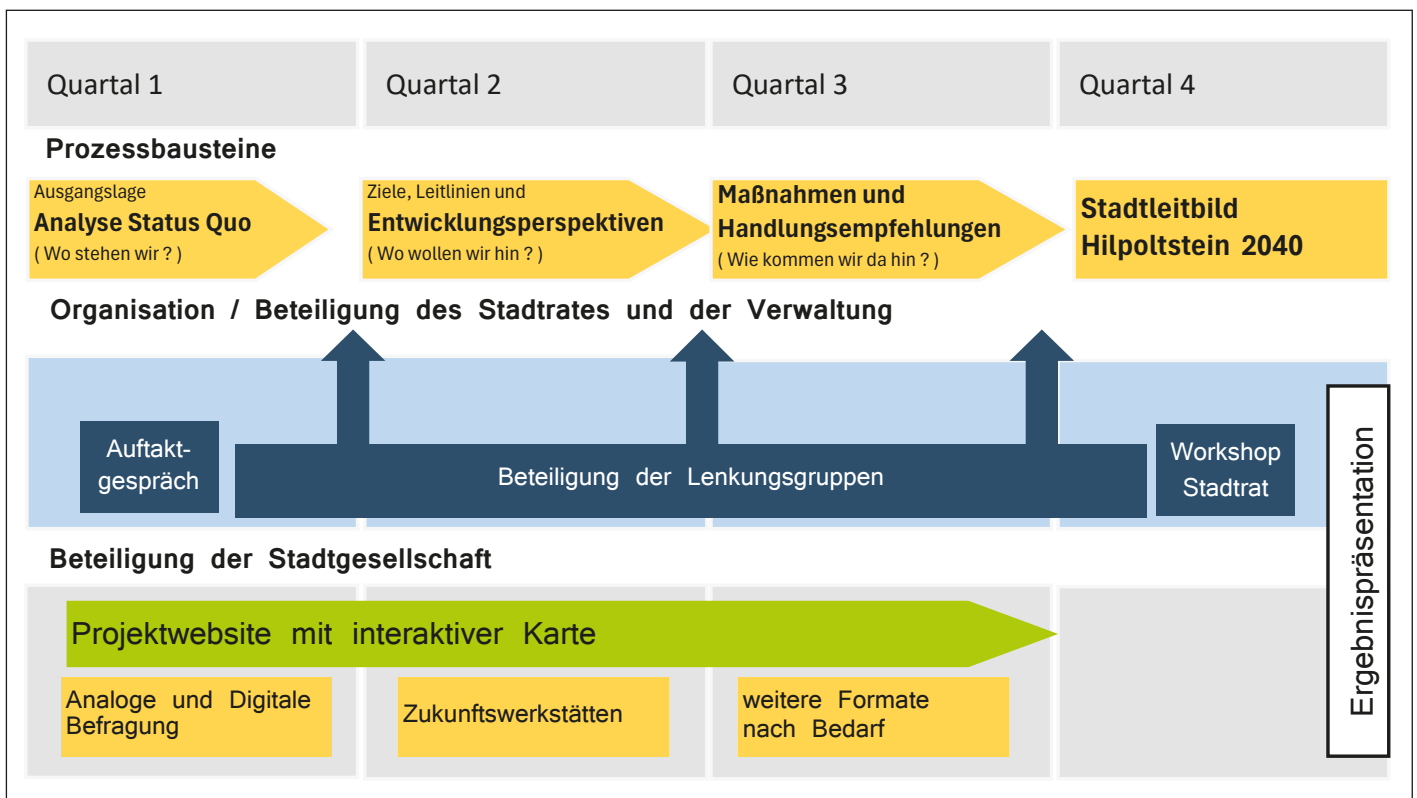 Quartal 1
Quartal 2
Quartal 3
Quartal 4
Prozessbausteine
Ausgangslage
Analyse Status Quo
( Wo stehen wir ? )
Ziele, Leitlinien und
Entwicklungsperspektiven
( Wo wollen wir hin ? )
Maßnahmen und
Handlungsempfehlungen
( Wie kommen wir da hin ? )
Stadtleitbild
Hilpoltstein 2040
Organisation / Beteiligung des Stadtrates und der Verwaltung
Auftakt-
gespräch
Beteiligung der Lenkungsgruppen
Workshop
Stadtrat
Ergebnispräsentation
Beteiligung der Stadtgesellschaft
Projektwebsite mit interaktiver Karte
Analoge und Digitale
Befragung
Zukunftswerkstätten
weitere Formate
nach Bedarf